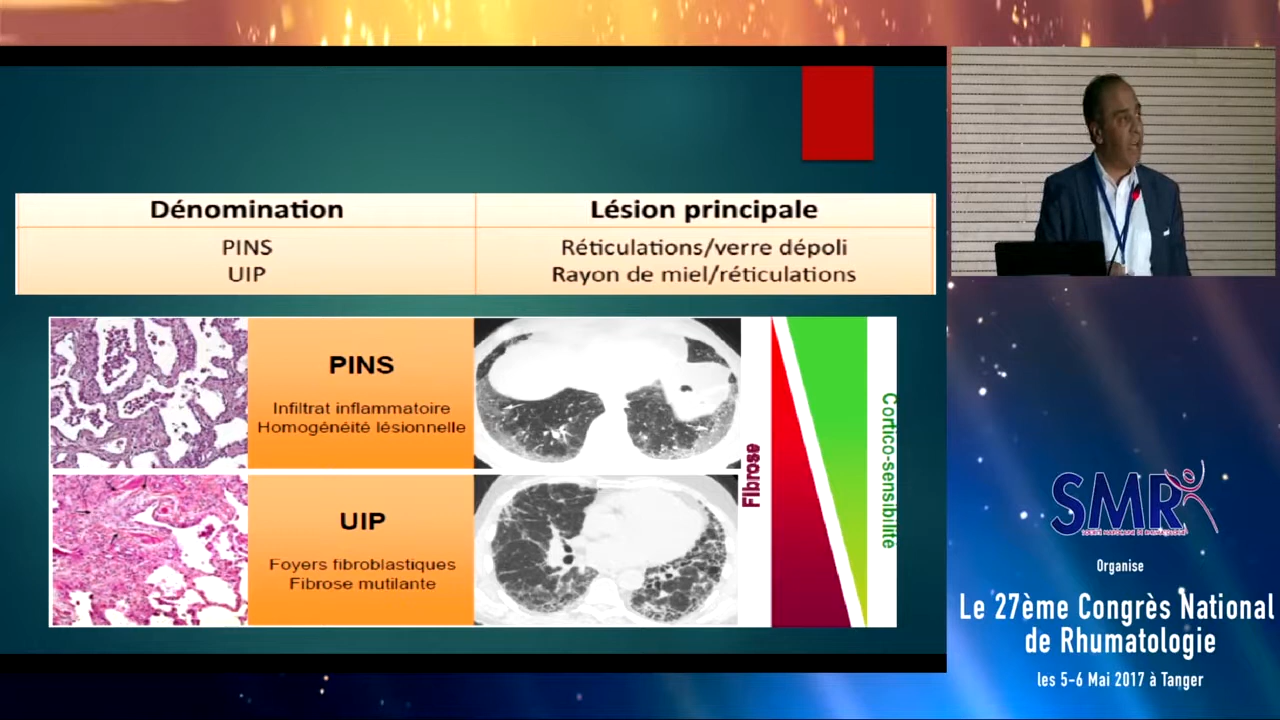 Dénomination
Lésion principale
PINS
Réticulations/verre dépoli
UIP
Rayon de miel/réticulations
PINS
Infiltrat inflammatoire
Homogénéité lésionnelle
UIP
Foyers fibroblastiques
Fibrose mutilante
Fibrose
Cortico-sensibilité
SMR
Organise
Le 27ème Congrès National
de Rhumatologie
les 5-6 Mai 2017 à Tanger